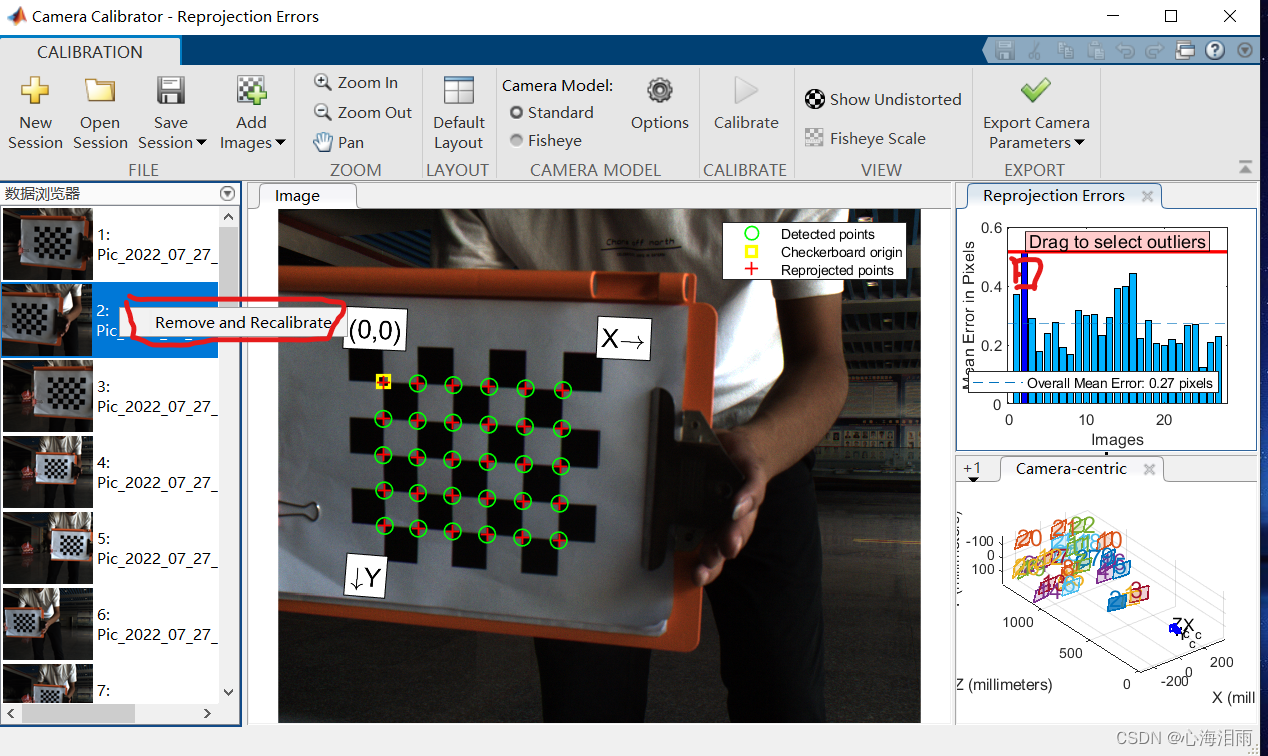 Camera Calibrator - Reprojection Errors
CALIBRATION
New Session
Open Session
Save Session
Add Images
FILE
Zoom In
Zoom Out
Pan
ZOOM
Default Layout
LAYOUT
Camera Model:
Standard
Fisheye
Options
CAMERA MODEL
Calibrate
CALIBRATE
Show Undistorted
Fisheye Scale
VIEW
Export Camera Parameters
EXPORT
数据浏览器
1:
Pic_2022_07_27_
2:
Pic_
Remove and Recalibrate
3:
Pic_2022_07_27_
4:
Pic_2022_07_27_
5:
Pic_2022_07_27_
6:
Pic_2022_07_27_
7:
Image
Detected points
Checkerboard origin
Reprojected points
(0,0)
X→
↓Y
Reprojection Errors
Drag to select outliers
Mean Error in Pixels
0.6
0.4
0.2
0
Overall Mean Error: 0.27 pixels
0 10 20
Images
+1
Camera-centric
-100
0
100
1000
500
0
-200
0
200
Z (millimeters)
X (mill
CSDN @心海泪雨